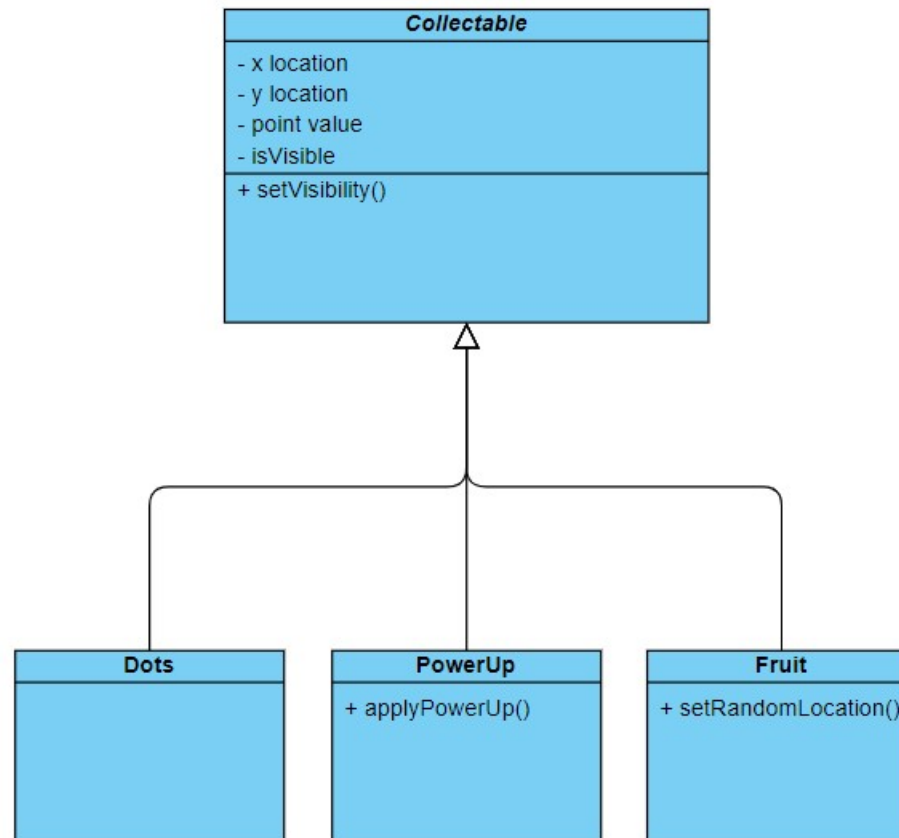 Collectable
- x location
- y location
- point value
- isVisible
+ setVisibility()
Dots
PowerUp
+ applyPowerUp()
Fruit
+ setRandomLocation()